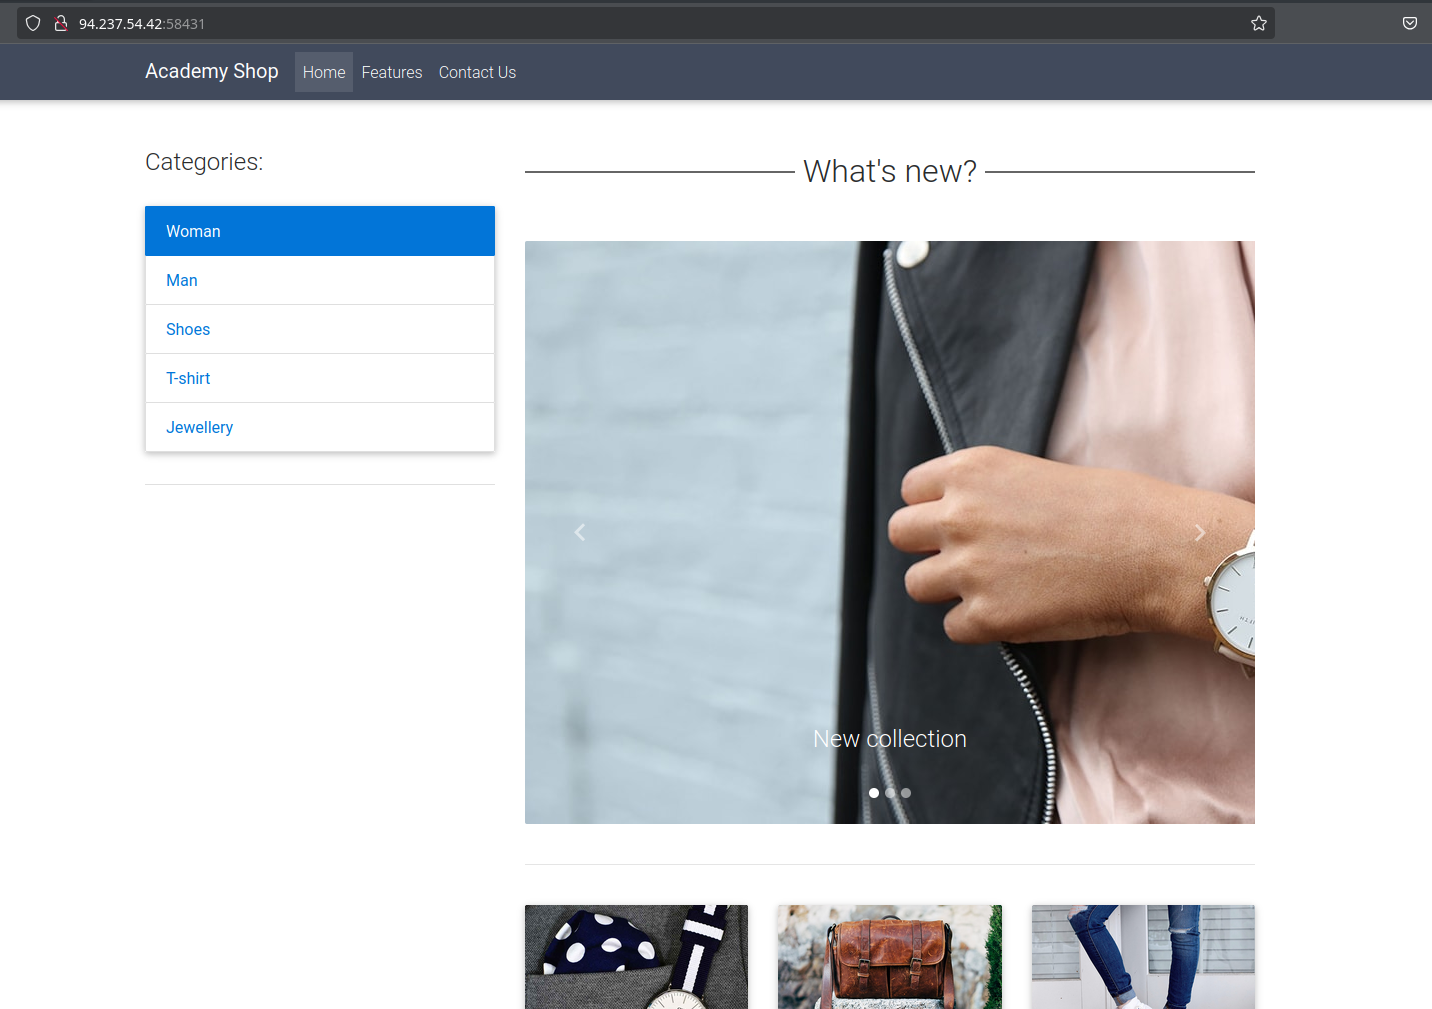 94.237.54.42:58431
Academy Shop Home Features Contact Us
Categories:
Woman
Man
Shoes
T-shirt
Jewellery
What's new?
New collection